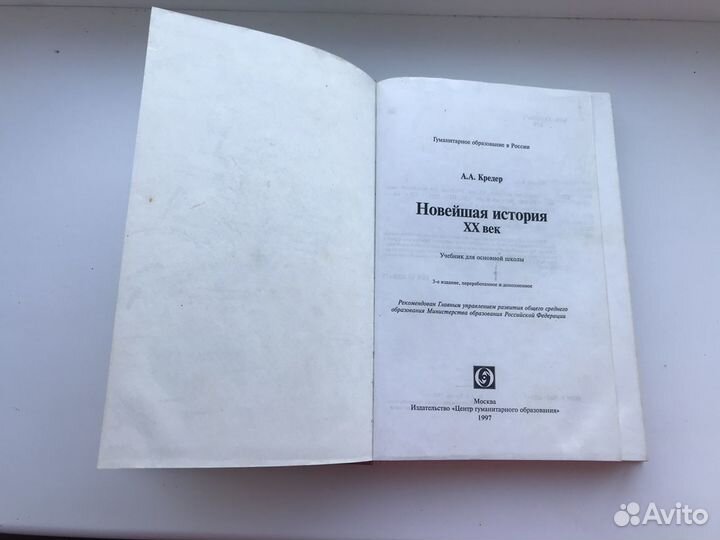 Гуманитарное образование в России
А.А. Кредер
Новейшая история
XX век
Учебник для основной школы
3-е издание, переработанное и дополненное
Рекомендован Главным управлением развития общего среднего
образования Министерства образования Российской Федерации
Москва
Издательство «Центр гуманитарного образования»
1997
Avito